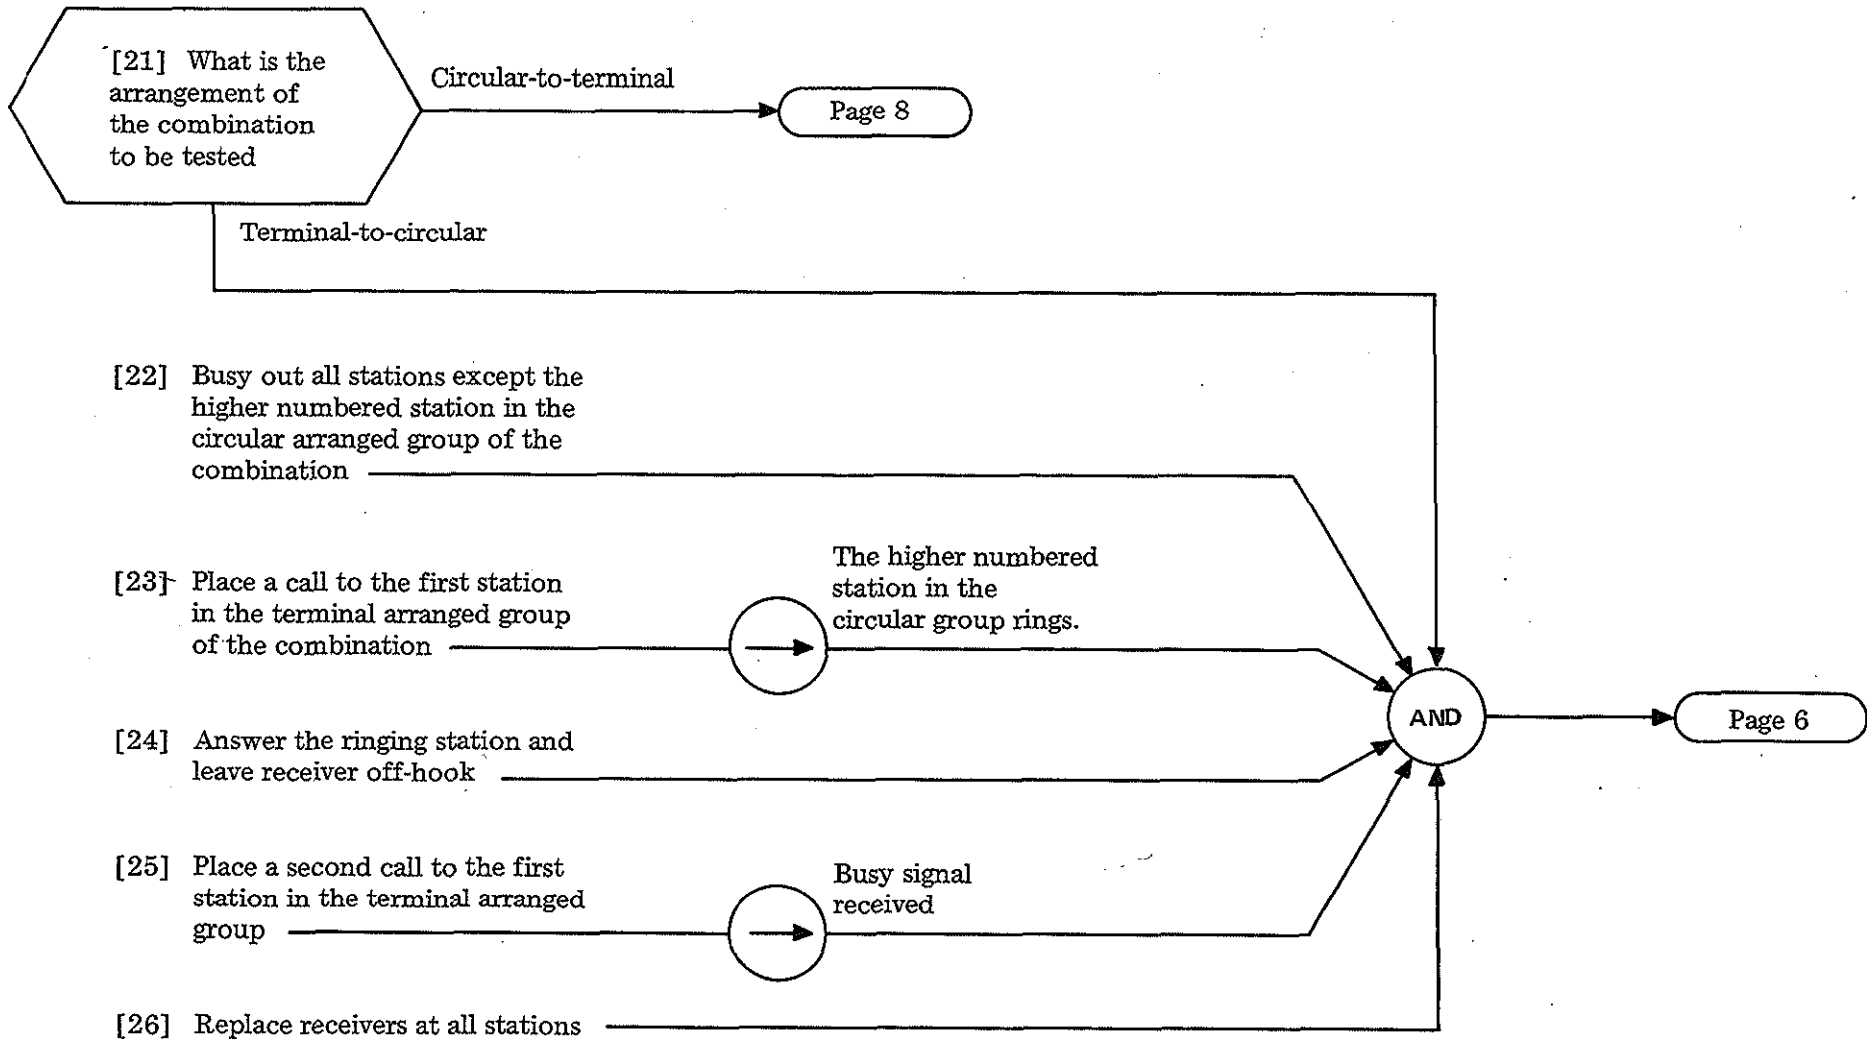 [21] What is the
arrangement of
the combination
to be tested
Circular-to-terminal
Page 8
Terminal-to-circular
[22] Busy out all stations except the
higher numbered station in the
circular arranged group of the
combination
[23] Place a call to the first station
in the terminal arranged group
of the combination
The higher numbered
station in the
circular group rings.
[24] Answer the ringing station and
leave receiver off-hook
AND
Page 6
[25] Place a second call to the first
station in the terminal arranged
group
Busy signal
received
[26] Replace receivers at all stations